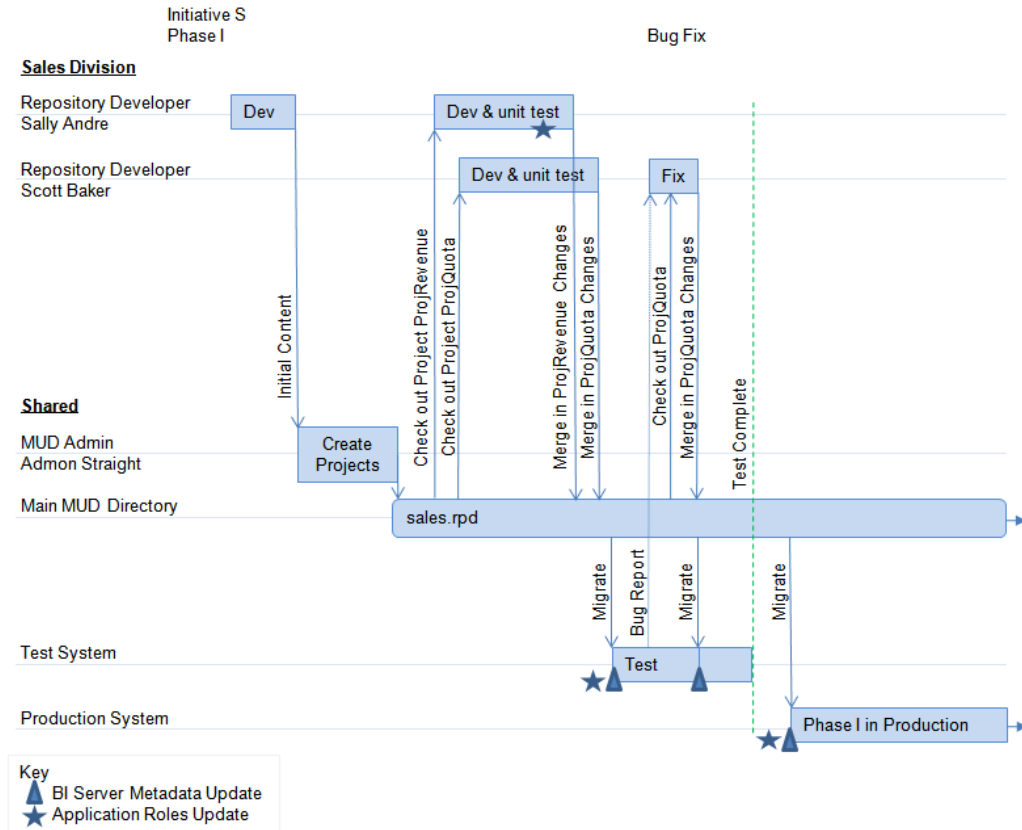 Initiative S
Phase I
Bug Fix
Sales Division
Repository Developer
Sally Andre
Dev
Dev & unit test
Repository Developer
Scott Baker
Dev & unit test
Fix
Initial Content
Check out Project ProjRevenue
Check out Project ProjQuota
Merge in ProjRevenue Changes
Merge in ProjQuota Changes
Check out ProjQuota
Merge in ProjQuota Changes
Test Complete
Shared
MUD Admin
Admon Straight
Create
Projects
Main MUD Directory
sales.rpd
Migrate
Bug Report
Migrate
Migrate
Test System
Test
Production System
Phase I in Production
Key
BI Server Metadata Update
Application Roles Update